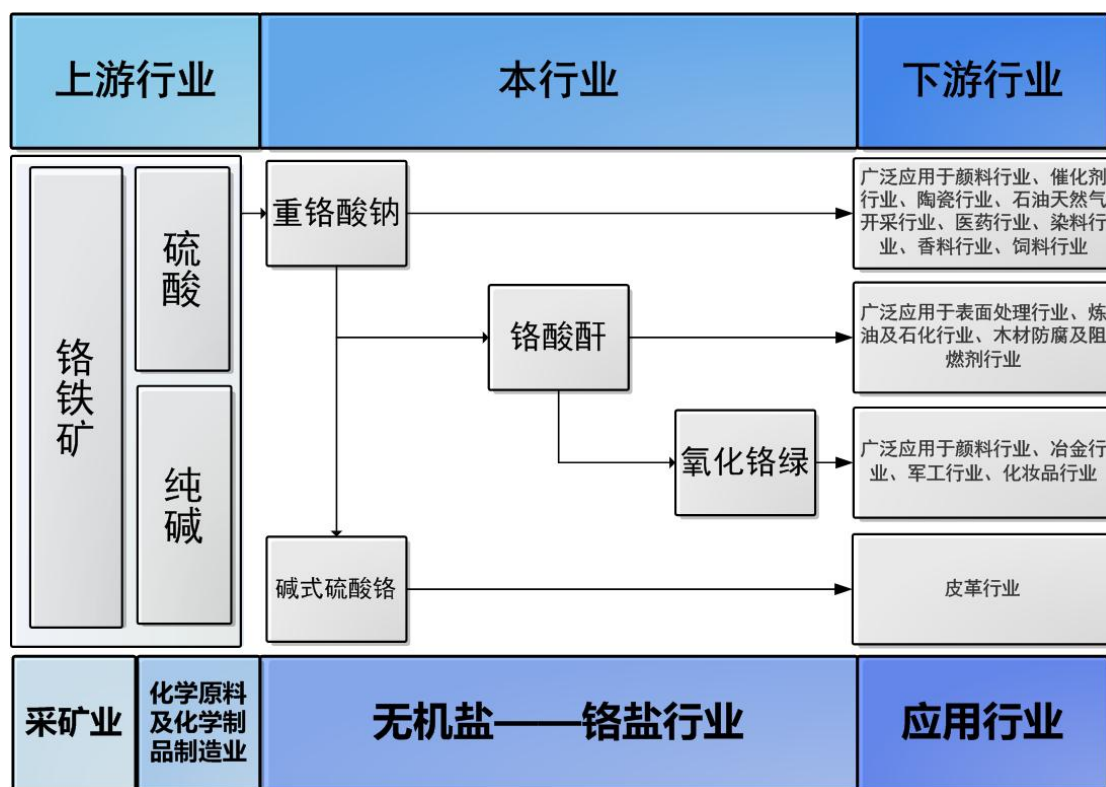 上游行业
本行业
下游行业
铬铁矿
硫酸
纯碱
重铬酸钠
广泛应用于颜料行业、催化剂
行业、陶瓷行业、石油天然气
开采行业、医药行业、染料行
业、香料行业、饲料行业
铬酸酐
广泛应用于表面处理行业、炼
油及石化行业、木材防腐及阻
燃剂行业
氧化铬绿
广泛应用于颜料行业、冶金行
业、军工行业、化妆品行业
碱式硫酸铬
皮革行业
采矿业
化学原料
及化学制
品制造业
无机盐——铬盐行业
应用行业